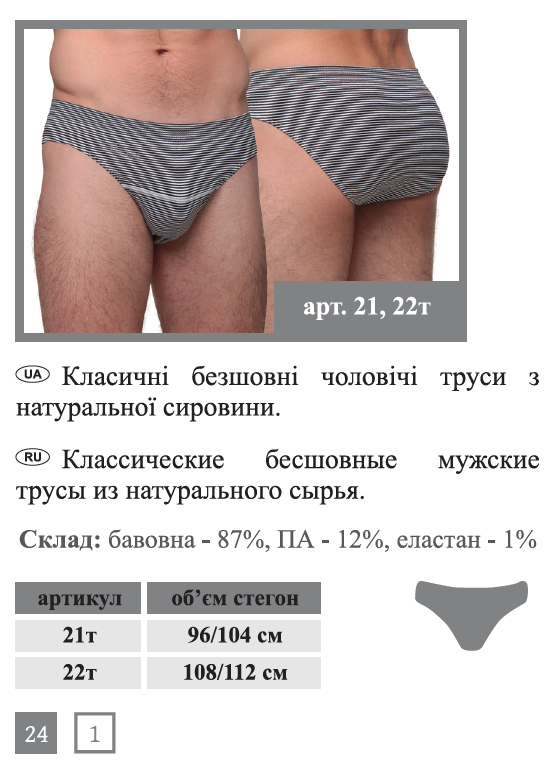 арт. 21, 22т
UA Класичні безшовні чоловічі труси з
натуральної сировини.
RU Классические бесшовные мужские
трусы из натурального сырья.
Склад: бавовна - 87%, ПА - 12%, еластан - 1%
артикул об’єм стегон
21т 96/104 см
22т 108/112 см
24 1